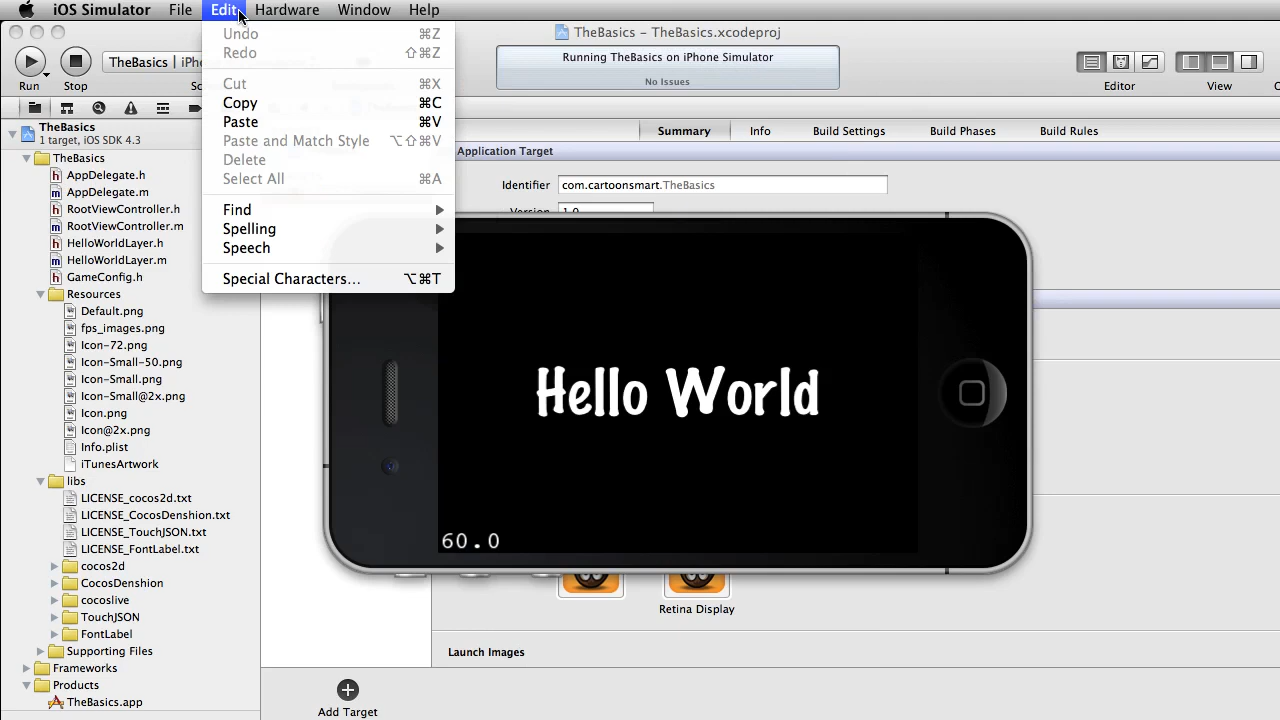 iOS Simulator File Edit Hardware Window Help
TheBasics – TheBasics.xcodeproj
Undo ⌘Z
Redo ⇧⌘Z
Cut ⌘X
Copy ⌘C
Paste ⌘V
Paste and Match Style ⌥⇧⌘V
Delete
Select All ⌘A
Find
Spelling
Speech
Special Characters... ⌥⌘T
Run
Stop
TheBasics
Running TheBasics on iPhone Simulator
No Issues
Editor
View
TheBasics
1 target, iOS SDK 4.3
TheBasics
AppDelegate.h
AppDelegate.m
RootViewController.h
RootViewController.m
HelloWorldLayer.h
HelloWorldLayer.m
GameConfig.h
Resources
Default.png
fps_images.png
Icon-72.png
Icon-Small-50.png
Icon-Small.png
Icon-Small@2x.png
Icon.png
Icon@2x.png
Info.plist
iTunesArtwork
libs
LICENSE_cocos2d.txt
LICENSE_CocosDenshion.txt
LICENSE_TouchJSON.txt
LICENSE_FontLabel.txt
cocos2d
CocosDenshion
cocoslive
TouchJSON
FontLabel
Supporting Files
Frameworks
Products
TheBasics.app
Summary Info Build Settings Build Phases Build Rules
Application Target
Identifier com.cartoonsmart.TheBasics
Version 1.0
Hello World
60.0
Retina Display
Launch Images
Add Target